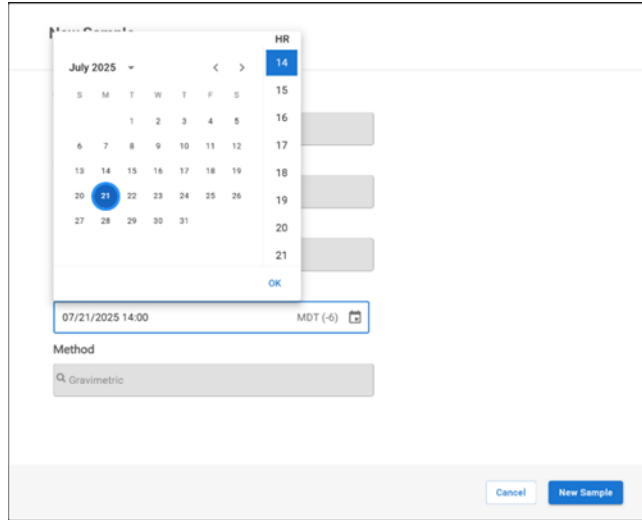 New Sample
HR
July 2025
14
S M T W T F S
15
1 2 3 4 5
16
6 7 8 9 10 11 12
17
13 14 15 16 17 18 19
18
20 21 22 23 24 25 26
19
27 28 29 30 31
20
21
OK
07/21/2025 14:00 MDT (-6)
Method
Gravimetric
Cancel New Sample